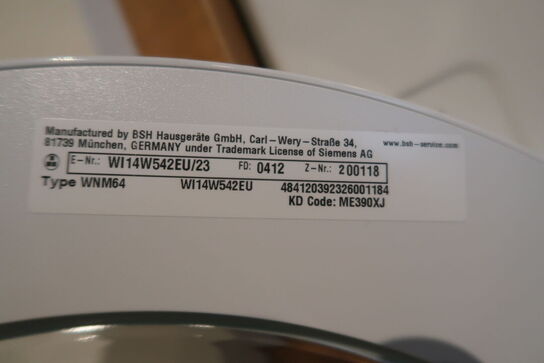 Manufactured by BSH Hausgeräte GmbH, Carl-Wery-Straße 34,
81739 München, GERMANY under Trademark License of Siemens AG
www.bsh-service.com
E-Nr.: WI14W542EU/23 FD: 0412 Z-Nr.: 200118
Type WNM64 WI14W542EU 484120392326001184
KD Code: ME390XJ